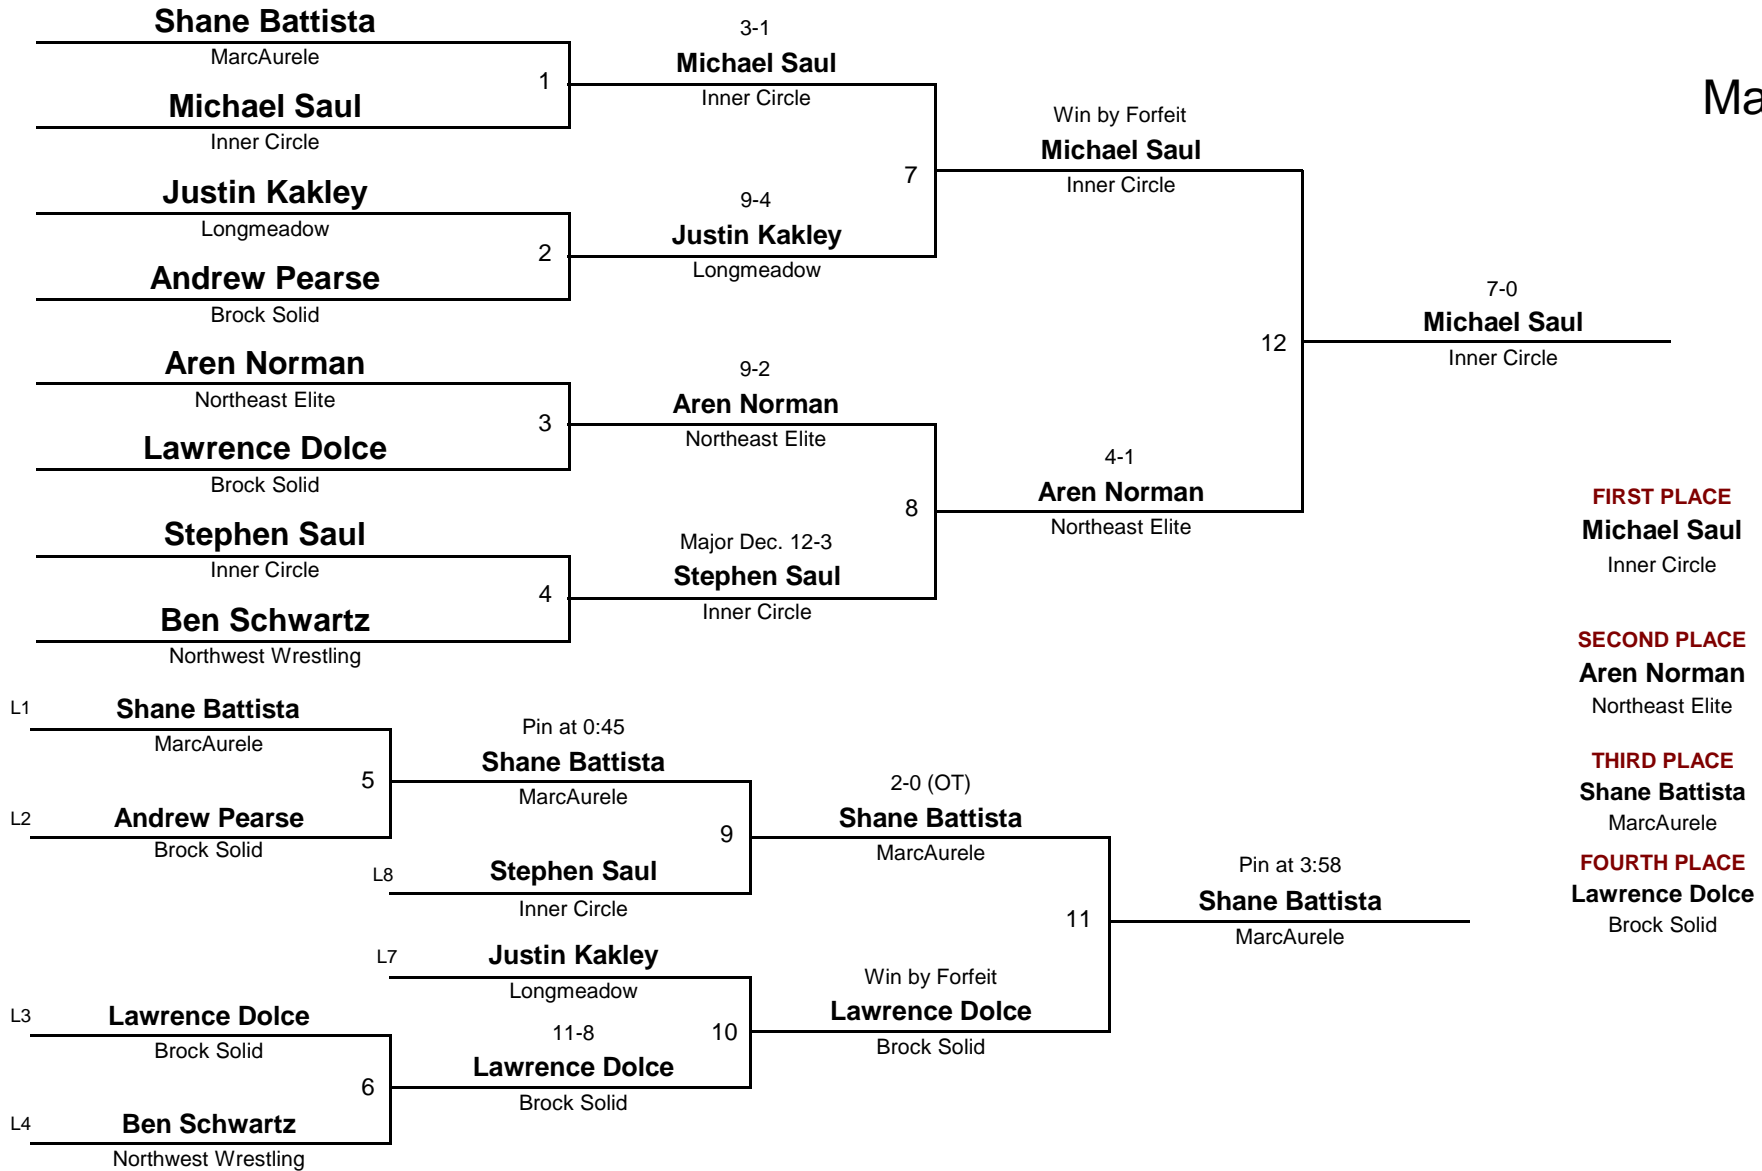 Shane Battista
MarcAurele
1
Michael Saul
Inner Circle
Justin Kakley
Longmeadow
2
Andrew Pearse
Brock Solid
Aren Norman
Northeast Elite
3
Lawrence Dolce
Brock Solid
Stephen Saul
Inner Circle
4
Ben Schwartz
Northwest Wrestling
3-1
Michael Saul
Inner Circle
7
9-4
Justin Kakley
Longmeadow
9-2
Aren Norman
Northeast Elite
8
Major Dec. 12-3
Stephen Saul
Inner Circle
Win by Forfeit
Michael Saul
Inner Circle
12
4-1
Aren Norman
Northeast Elite
7-0
Michael Saul
Inner Circle
Ma
FIRST PLACE
Michael Saul
Inner Circle
SECOND PLACE
Aren Norman
Northeast Elite
THIRD PLACE
Shane Battista
MarcAurele
FOURTH PLACE
Lawrence Dolce
Brock Solid
L1
Shane Battista
MarcAurele
5
L2
Andrew Pearse
Brock Solid
L3
Lawrence Dolce
Brock Solid
6
L4
Ben Schwartz
Northwest Wrestling
Pin at 0:45
Shane Battista
MarcAurele
9
L8
Stephen Saul
Inner Circle
L7
Justin Kakley
Longmeadow
10
11-8
Lawrence Dolce
Brock Solid
2-0 (OT)
Shane Battista
MarcAurele
11
Win by Forfeit
Lawrence Dolce
Brock Solid
Pin at 3:58
Shane Battista
MarcAurele